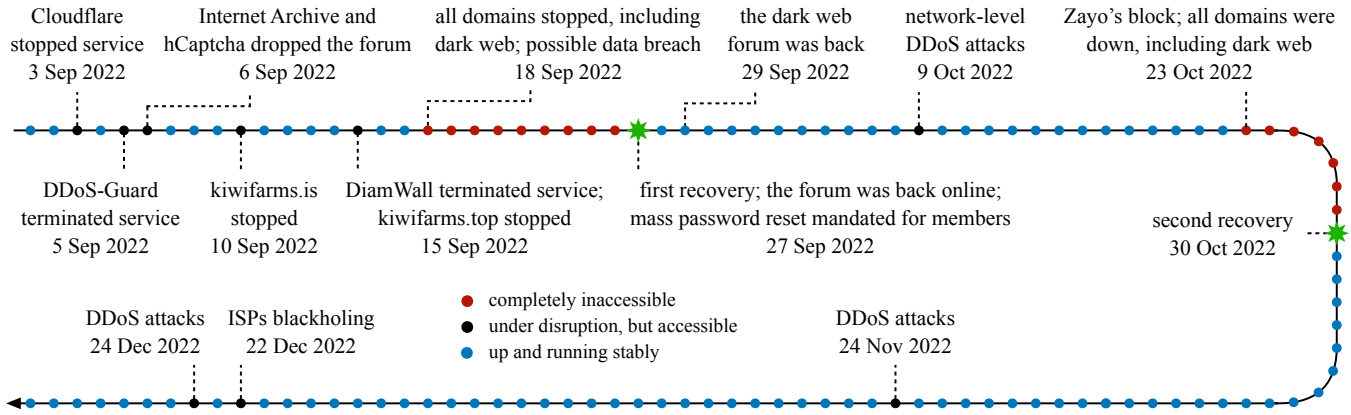 Cloudflare
stopped service
3 Sep 2022
Internet Archive and
hCaptcha dropped the forum
6 Sep 2022
all domains stopped, including
dark web; possible data breach
18 Sep 2022
the dark web
forum was back
29 Sep 2022
network-level
DDoS attacks
9 Oct 2022
Zayo’s block; all domains were
down, including dark web
23 Oct 2022
DDoS-Guard
terminated service
5 Sep 2022
kiwifarms.is
stopped
10 Sep 2022
DiamWall terminated service;
kiwifarms.top stopped
15 Sep 2022
first recovery; the forum was back online;
mass password reset mandated for members
27 Sep 2022
second recovery
30 Oct 2022
completely inaccessible
under disruption, but accessible
up and running stably
DDoS attacks
24 Dec 2022
ISPs blackholing
22 Dec 2022
DDoS attacks
24 Nov 2022